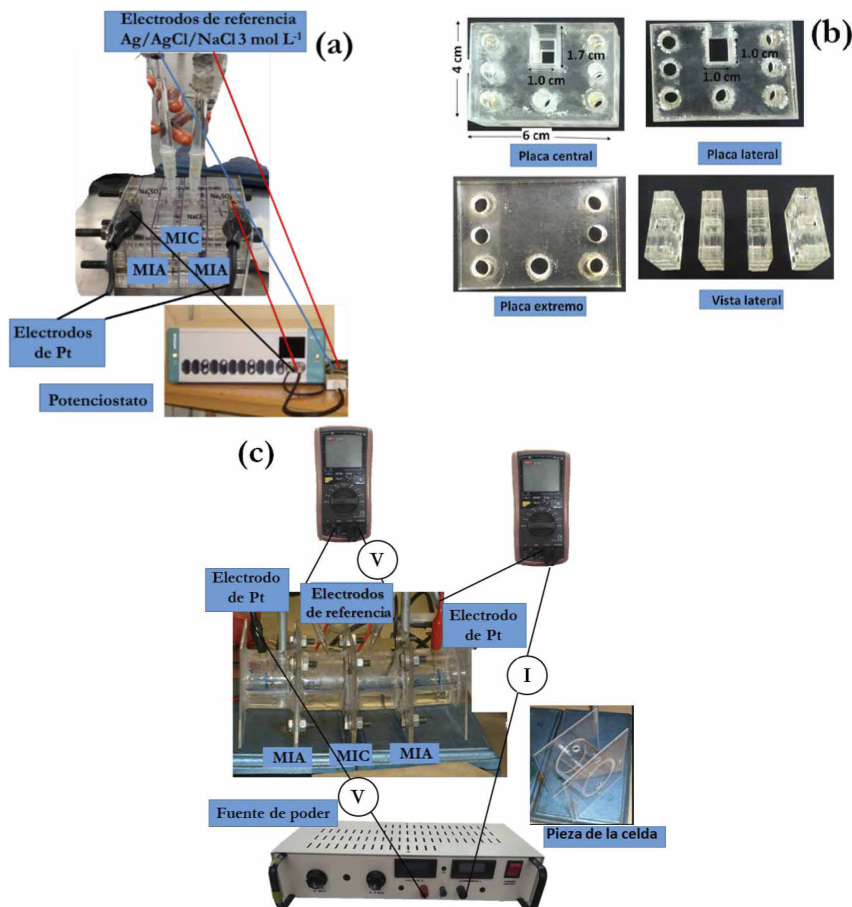 Electrodos de referencia
Ag/AgCl/NaCl 3 mol L⁻¹
(a)
Na₂SO₄
Na₂SO₄
NaCl
MIC
MIA
MIA
Electrodos
de Pt
Potenciostato
(b)
4 cm
1.7 cm
1.0 cm
6 cm
Placa central
1.0 cm
1.0 cm
Placa lateral
Placa extremo
Vista lateral
(c)
V
Electrodo
de Pt
Electrodos
de referencia
Electrodo
de Pt
I
MIA
MIC
MIA
V
Fuente de poder
Pieza de la celda